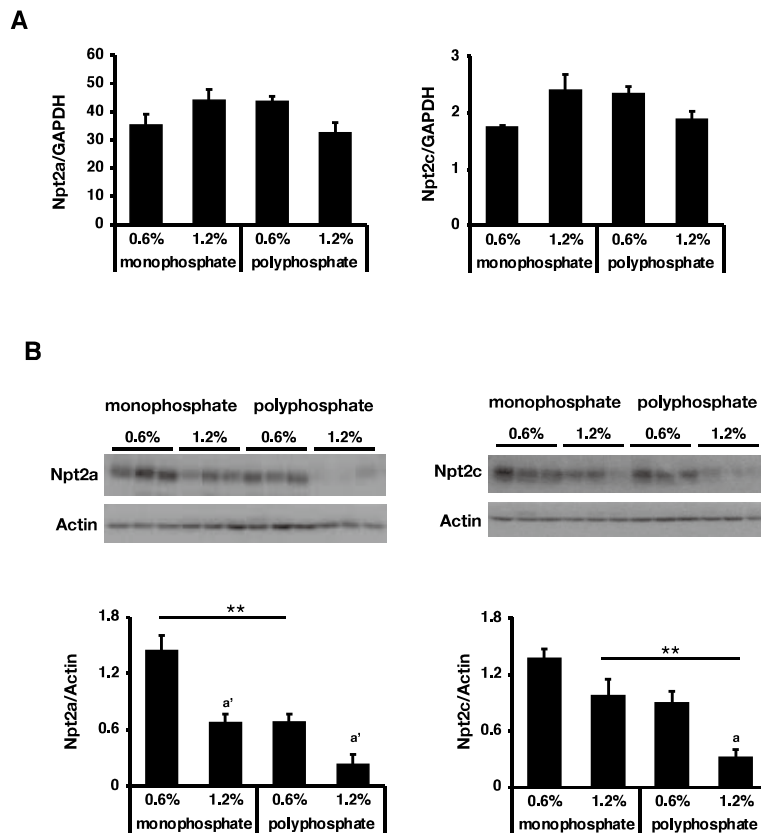 A
Npt2a/GAPDH
60
50
40
30
20
10
0
0.6% 1.2% 0.6% 1.2%
monophosphate polyphosphate
Npt2c/GAPDH
3
2
1
0
0.6% 1.2% 0.6% 1.2%
monophosphate polyphosphate
B
monophosphate polyphosphate
0.6% 1.2% 0.6% 1.2%
Npt2a
Actin
monophosphate polyphosphate
0.6% 1.2% 0.6% 1.2%
Npt2c
Actin
Npt2a/Actin
1.8
1.2
0.6
0
**
a'
a'
0.6% 1.2% 0.6% 1.2%
monophosphate polyphosphate
Npt2c/Actin
1.8
1.2
0.6
0
**
a
0.6% 1.2% 0.6% 1.2%
monophosphate polyphosphate